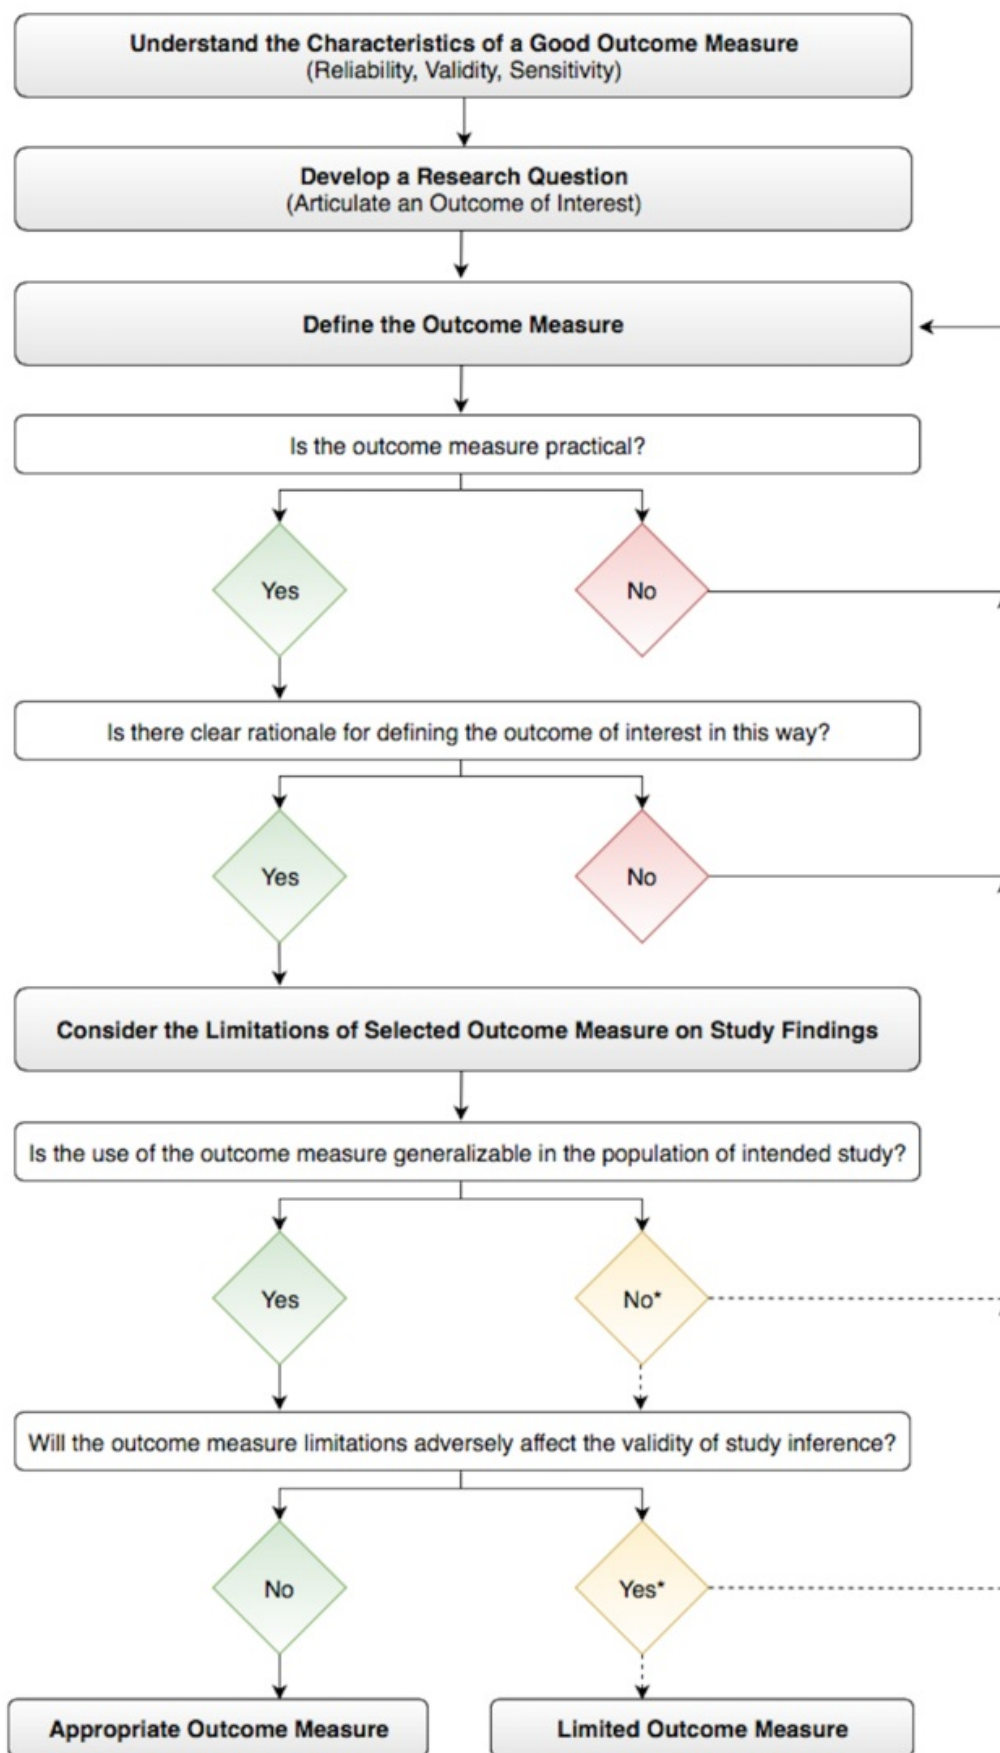 Understand the Characteristics of a Good Outcome Measure
(Reliability, Validity, Sensitivity)
Develop a Research Question
(Articulate an Outcome of Interest)
Define the Outcome Measure
Is the outcome measure practical?
Yes
No
Is there clear rationale for defining the outcome of interest in this way?
Yes
No
Consider the Limitations of Selected Outcome Measure on Study Findings
Is the use of the outcome measure generalizable in the population of intended study?
Yes
No*
Will the outcome measure limitations adversely affect the validity of study inference?
No
Yes*
Appropriate Outcome Measure
Limited Outcome Measure